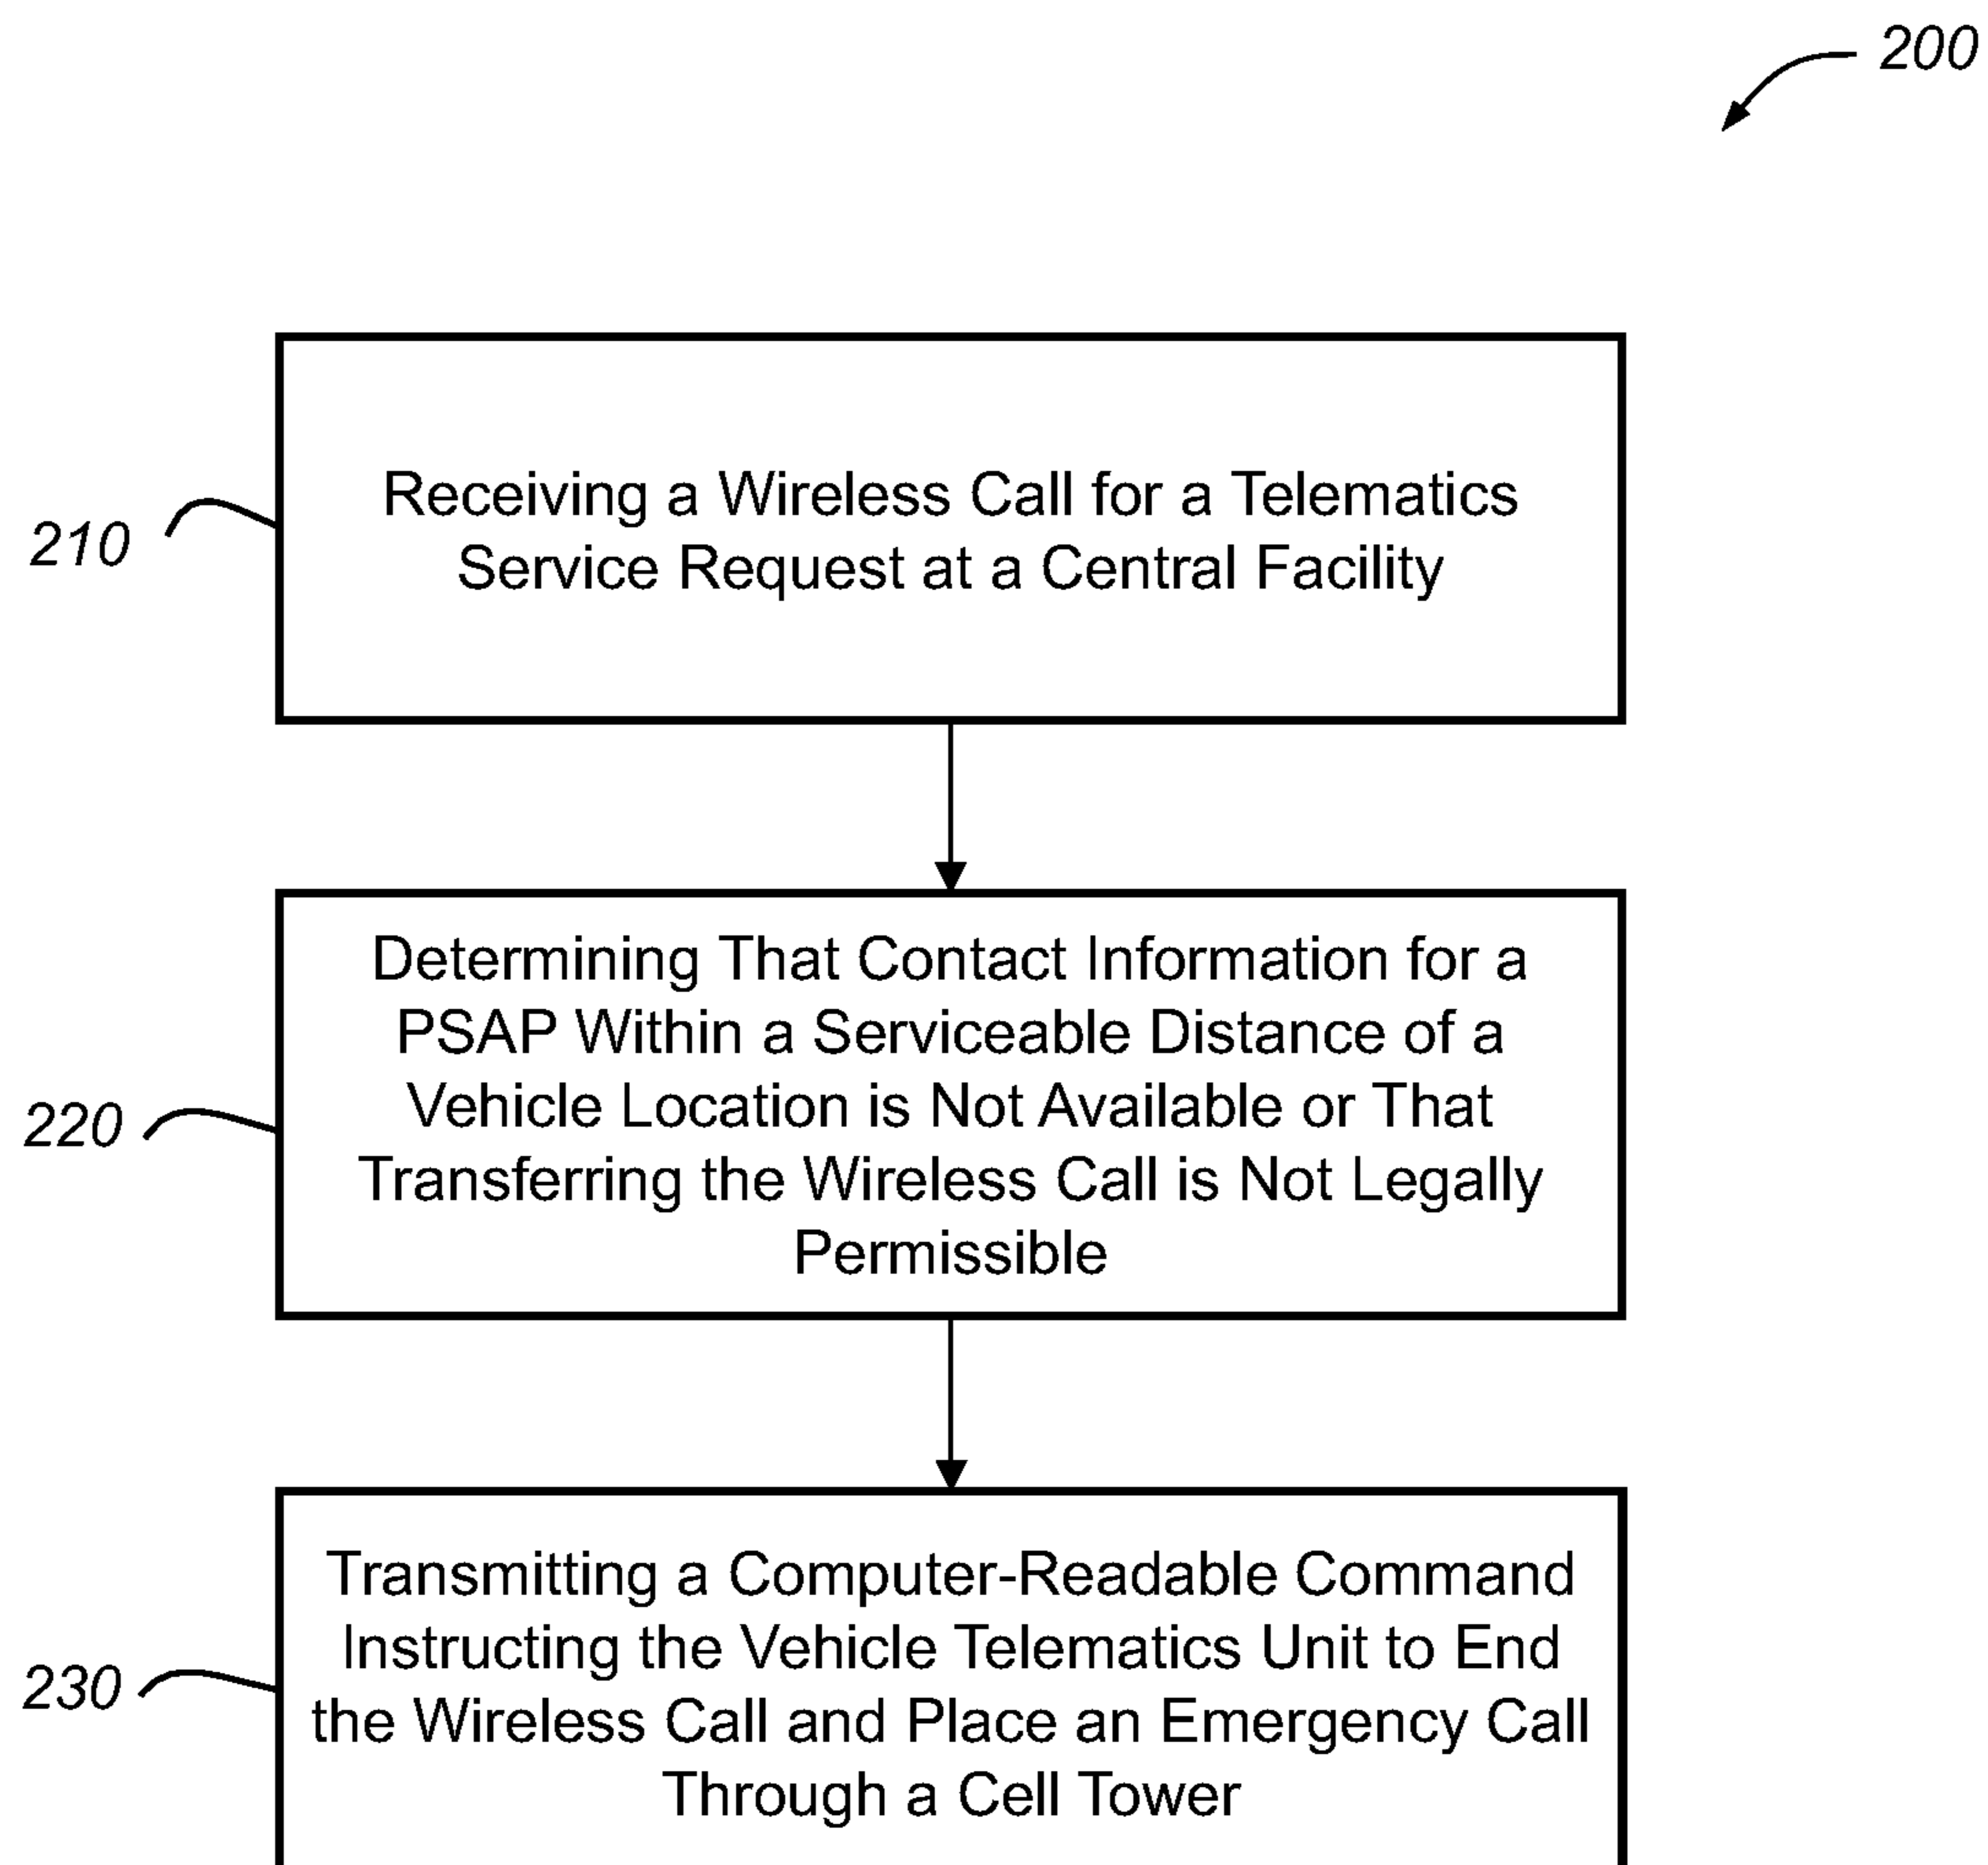 200
210
Receiving a Wireless Call for a Telematics
Service Request at a Central Facility
220
Determining That Contact Information for a
PSAP Within a Serviceable Distance of a
Vehicle Location is Not Available or That
Transferring the Wireless Call is Not Legally
Permissible
230
Transmitting a Computer-Readable Command
Instructing the Vehicle Telematics Unit to End
the Wireless Call and Place an Emergency Call
Through a Cell Tower